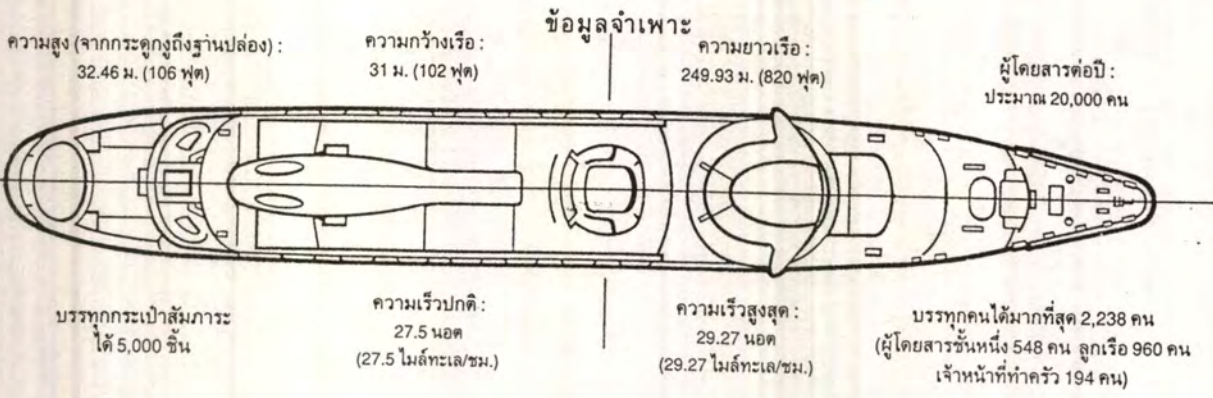 ข้อมูลจำเพาะ
ความสูง (จากกระดูกงูถึงฐานปล่อง) :
32.46 ม. (106 ฟุต)
ความกว้างเรือ :
31 ม. (102 ฟุต)
ความยาวเรือ :
249.93 ม. (820 ฟุต)
ผู้โดยสารต่อปี :
ประมาณ 20,000 คน
บรรทุกกระเป๋าสัมภาระ
ได้ 5,000 ชิ้น
ความเร็วปกติ :
27.5 นอต
(27.5 ไมล์ทะเล/ชม.)
ความเร็วสูงสุด :
29.27 นอต
(29.27 ไมล์ทะเล/ชม.)
บรรทุกคนได้มากที่สุด 2,238 คน
(ผู้โดยสารชั้นหนึ่ง 548 คน ลูกเรือ 960 คน
เจ้าหน้าที่ทำครัว 194 คน)